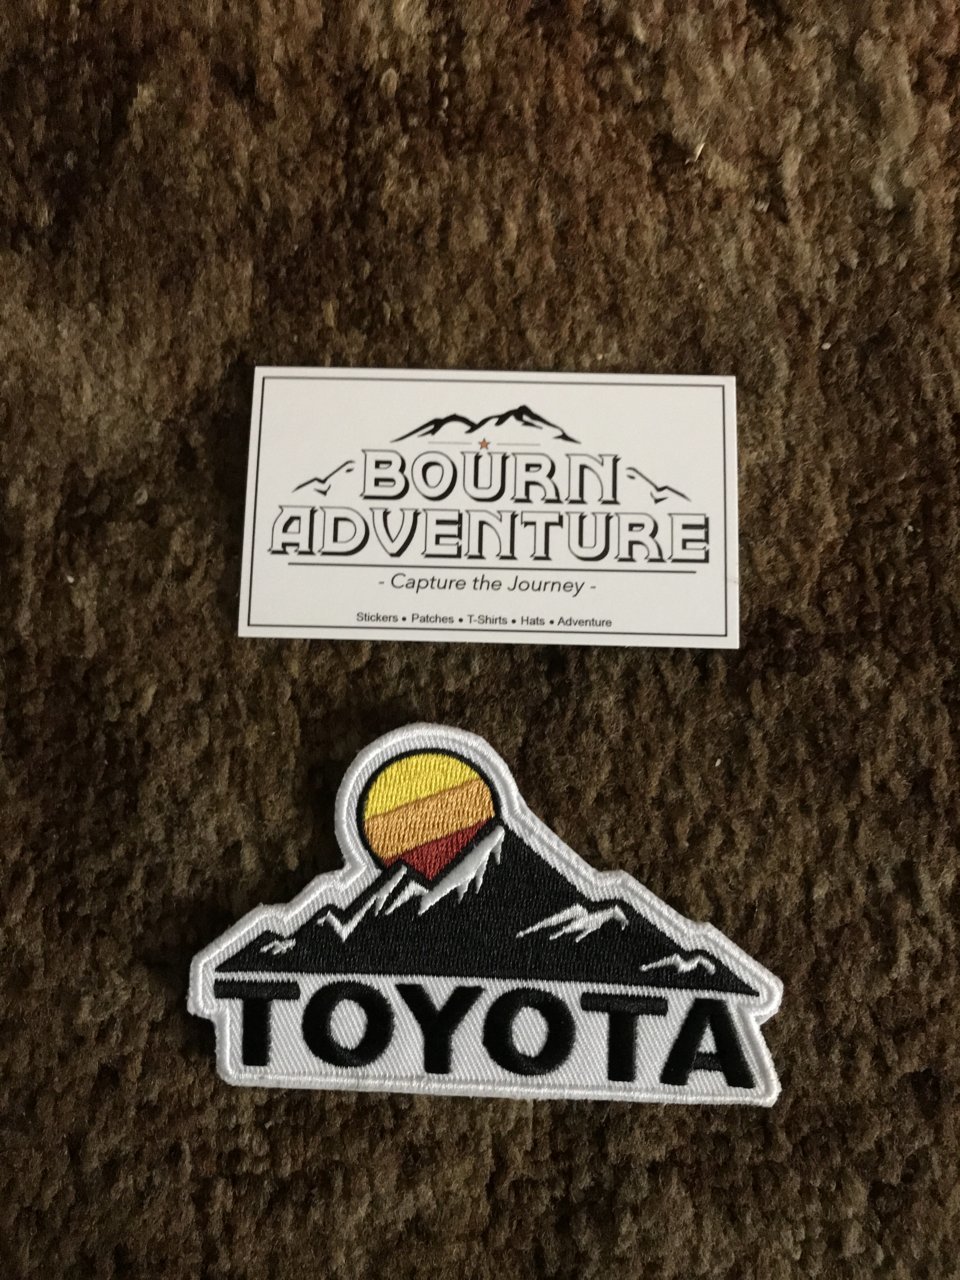 BOURN
ADVENTURE
- Capture the Journey -
Stickers • Patches • T-Shirts • Hats • Adventure
TOYOTA